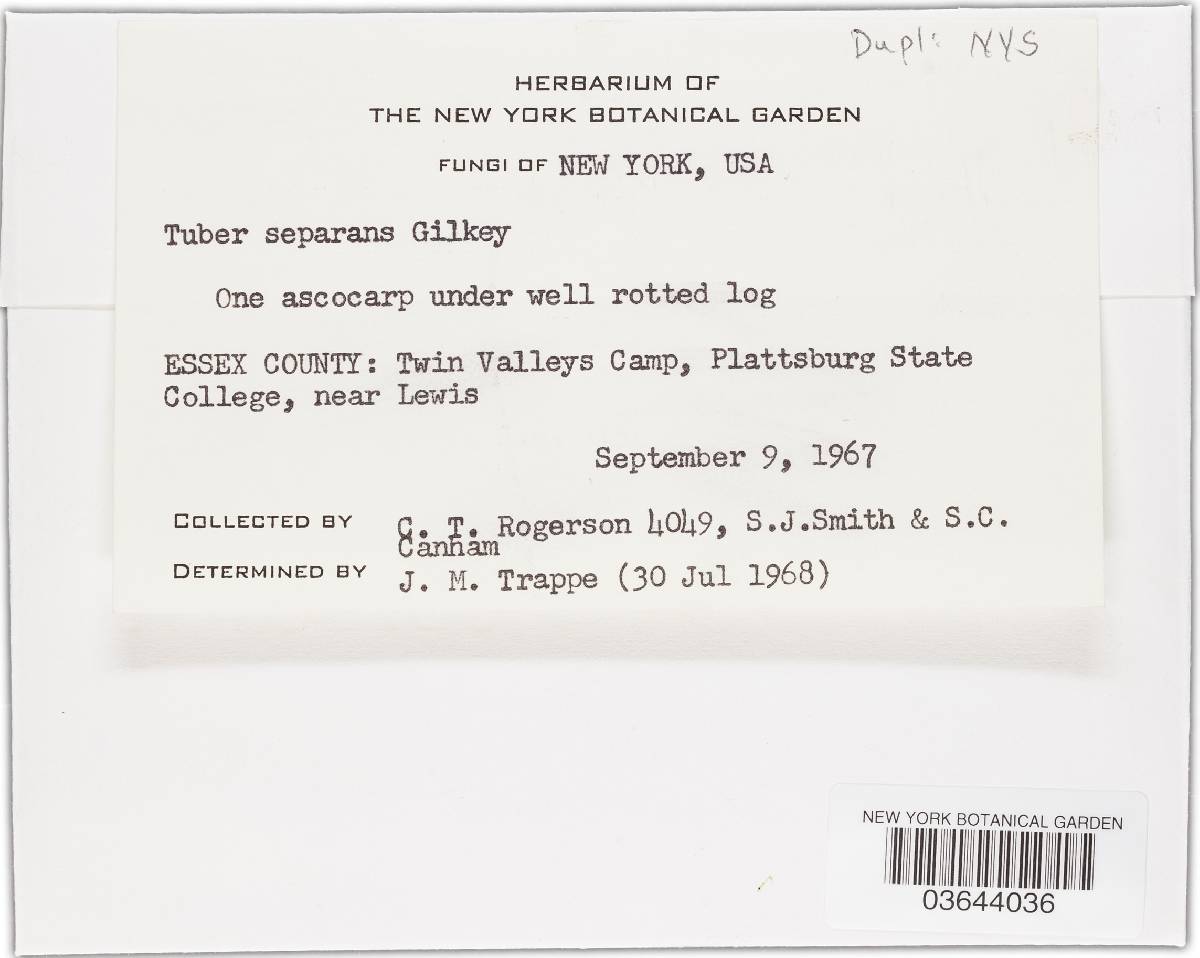 Dupl: NYS
HERBARIUM OF
THE NEW YORK BOTANICAL GARDEN
FUNGI OF NEW YORK, USA
Tuber separans Gilkey
One ascocarp under well rotted log
ESSEX COUNTY: Twin Valleys Camp, Plattsburg State
College, near Lewis
September 9, 1967
COLLECTED BY C. T. Rogerson 4049, S.J.Smith & S.C.
Canham
DETERMINED BY J. M. Trappe (30 Jul 1968)
NEW YORK BOTANICAL GARDEN
03644036